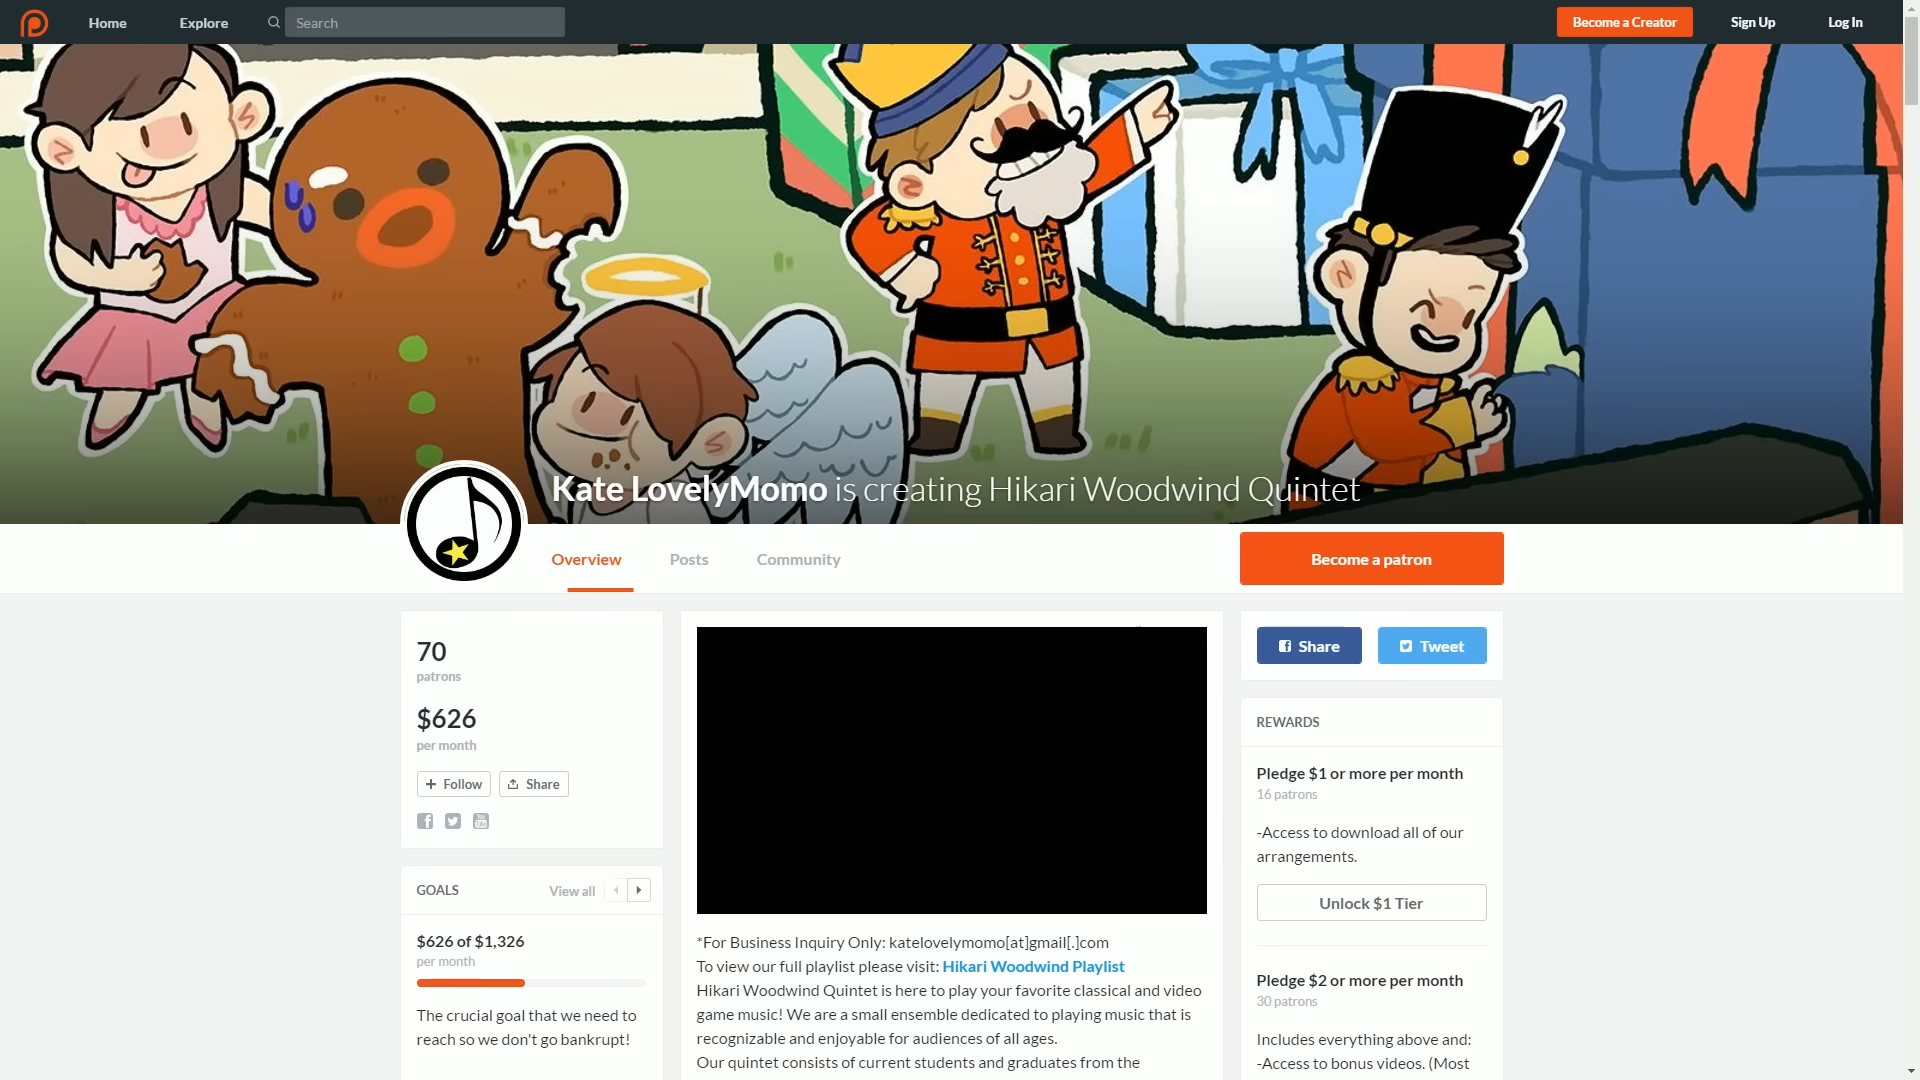 Home
Explore
Search
Become a Creator
Sign Up
Log In
Kate LovelyMomo is creating Hikari Woodwind Quintet
Overview
Posts
Community
Become a patron
70
patrons
$626
per month
Follow
Share
GOALS
View all
$626 of $1,326
per month
The crucial goal that we need to
reach so we don't go bankrupt!
*For Business Inquiry Only: katelovelymomo[at]gmail[.]com
To view our full playlist please visit: Hikari Woodwind Playlist
Hikari Woodwind Quintet is here to play your favorite classical and video
game music! We are a small ensemble dedicated to playing music that is
recognizable and enjoyable for audiences of all ages.
Our quintet consists of current students and graduates from the
Share
Tweet
REWARDS
Pledge $1 or more per month
16 patrons
-Access to download all of our
arrangements.
Unlock $1 Tier
Pledge $2 or more per month
30 patrons
Includes everything above and:
-Access to bonus videos. (Most